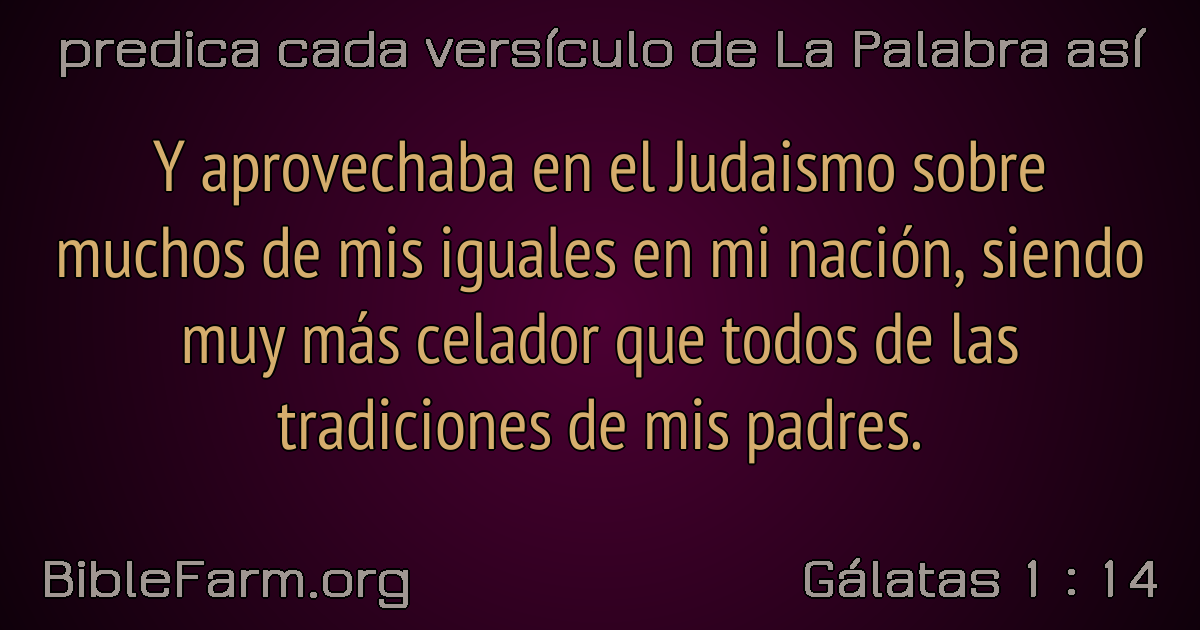 predica cada versículo de La Palabra así
Y aprovechaba en el Judaismo sobre
muchos de mis iguales en mi nación, siendo
muy más celador que todos de las
tradiciones de mis padres.
BibleFarm.org
Gálatas 1 : 14